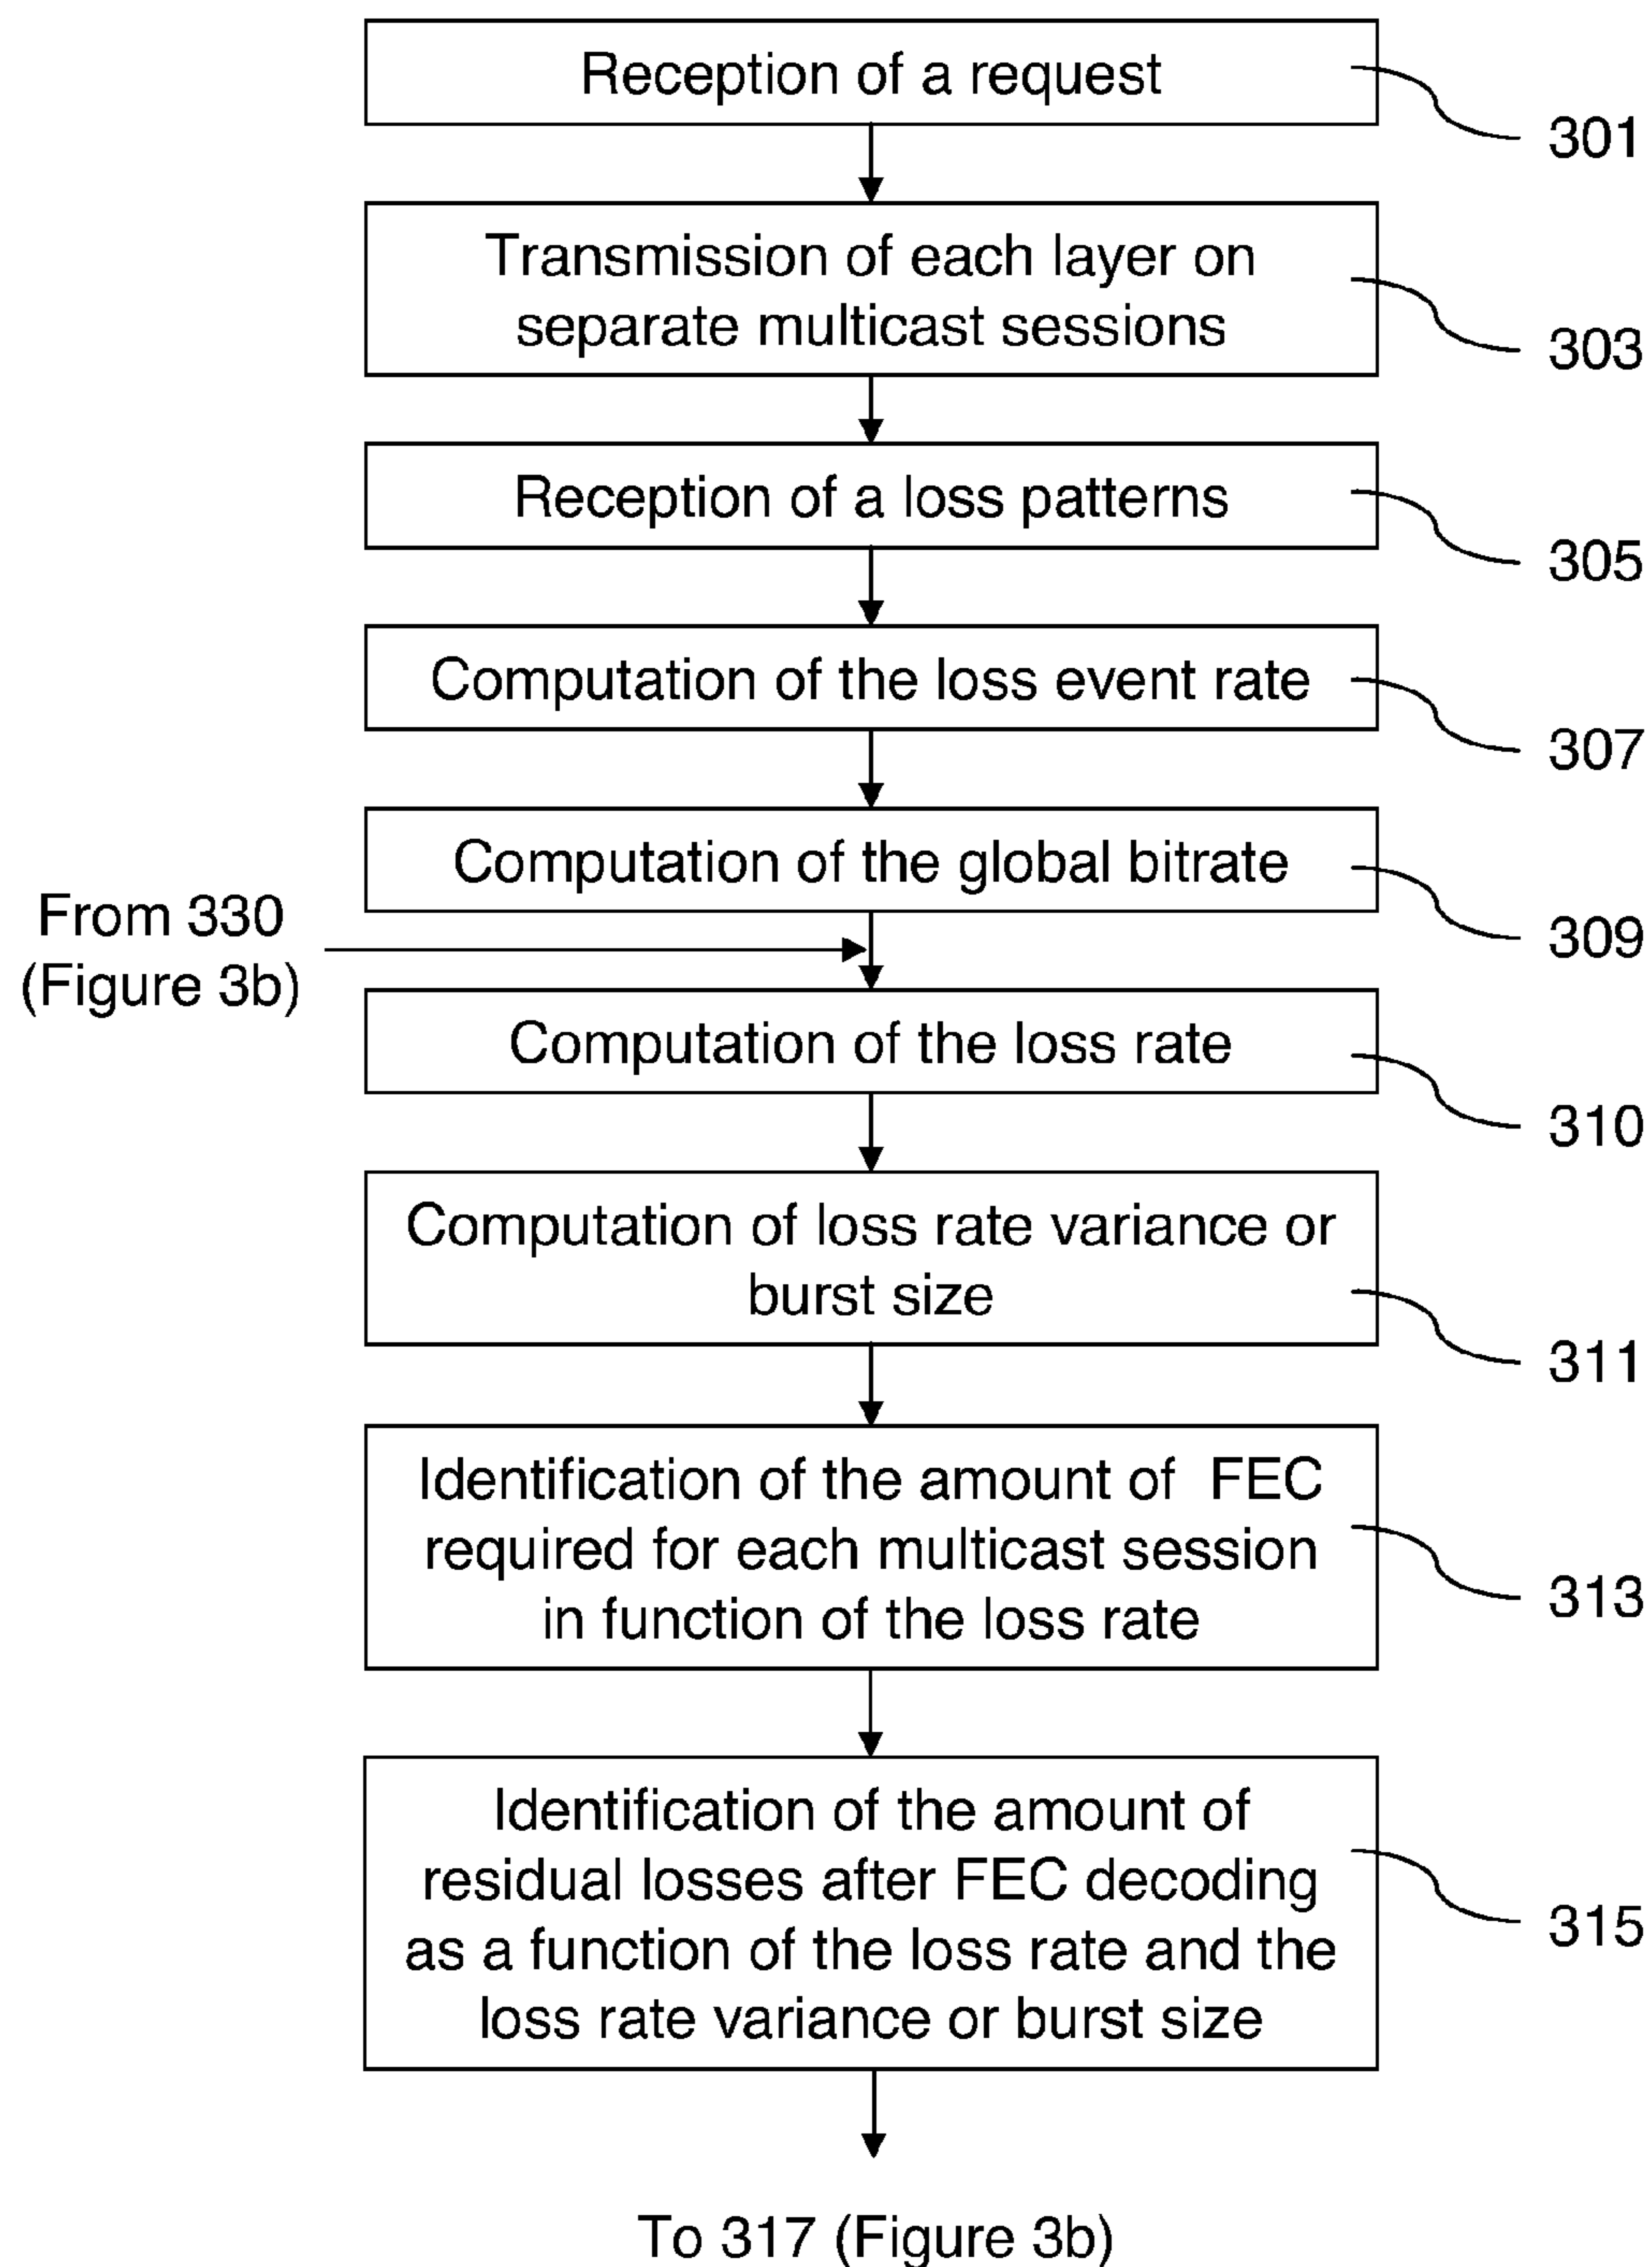 Reception of a request
301
Transmission of each layer on
separate multicast sessions
303
Reception of a loss patterns
305
Computation of the loss event rate
307
Computation of the global bitrate
309
From 330
(Figure 3b)
Computation of the loss rate
310
Computation of loss rate variance or
burst size
311
Identification of the amount of FEC
required for each multicast session
in function of the loss rate
313
Identification of the amount of
residual losses after FEC decoding
as a function of the loss rate and the
loss rate variance or burst size
315
To 317 (Figure 3b)